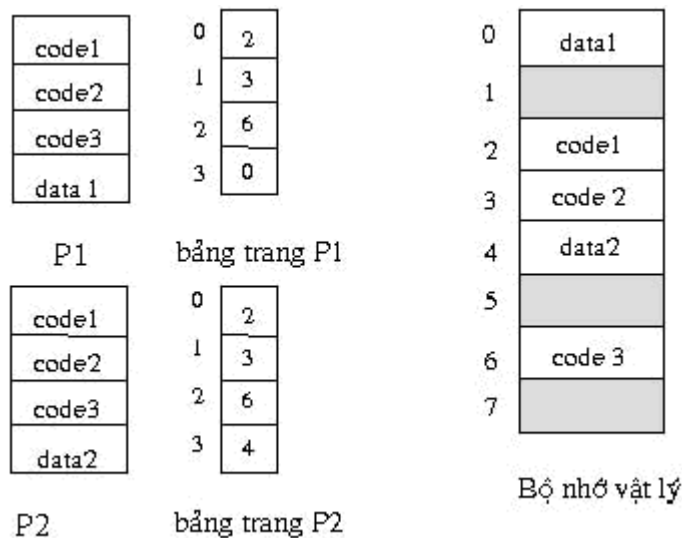 code1
code2
code3
data 1
P1
0 2
1 3
2 6
3 0
bảng trang P1
code1
code2
code3
data2
P2
0 2
1 3
2 6
3 4
bảng trang P2
0 data1
1
2 code1
3 code 2
4 data2
5
6 code 3
7
Bộ nhớ vật lý